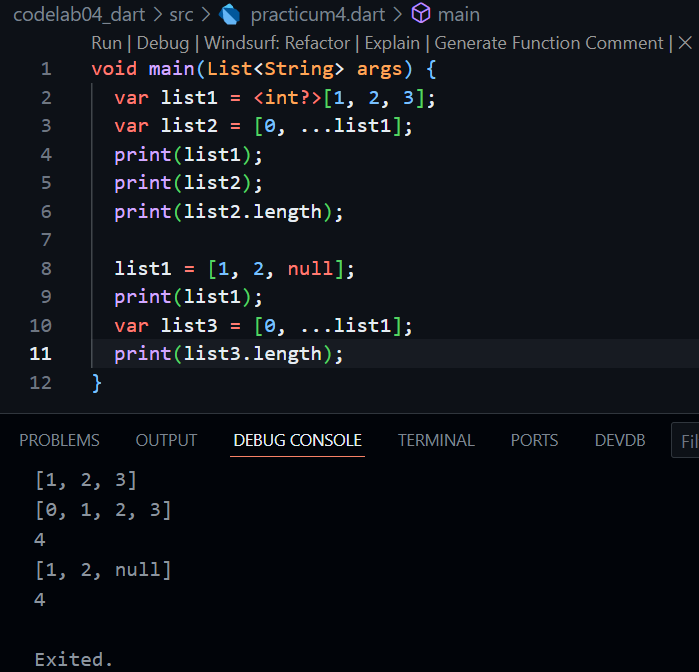 codelab04_dart > src > practicum4.dart > main
Run | Debug | Windsurf: Refactor | Explain | Generate Function Comment | ×
1 void main(List<String> args) {
2 var list1 = <int?>[1, 2, 3];
3 var list2 = [0, ...list1];
4 print(list1);
5 print(list2);
6 print(list2.length);
7
8 list1 = [1, 2, null];
9 print(list1);
10 var list3 = [0, ...list1];
11 print(list3.length);
12 }
PROBLEMS OUTPUT DEBUG CONSOLE TERMINAL PORTS DEVDB Fil
[1, 2, 3]
[0, 1, 2, 3]
4
[1, 2, null]
4
Exited.